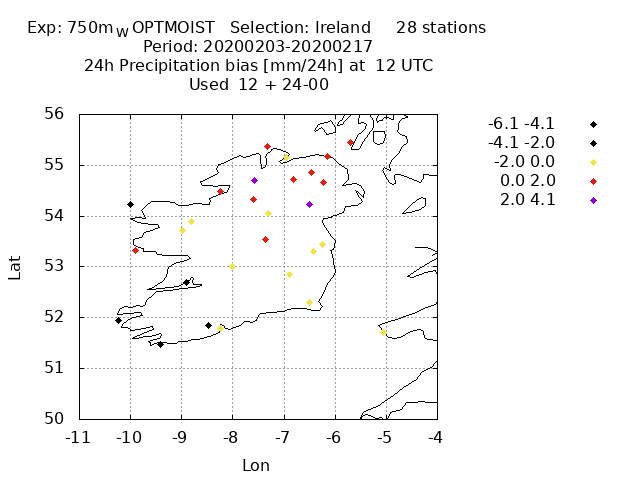 Exp: 750mW OPTMOIST Selection: Ireland 28 stations
Period: 20200203-20200217
24h Precipitation bias [mm/24h] at 12 UTC
Used 12 + 24-00
-6.1 -4.1
-4.1 -2.0
-2.0 0.0
0.0 2.0
2.0 4.1
56
55
54
53
52
51
50
Lat
-11 -10 -9 -8 -7 -6 -5 -4
Lon